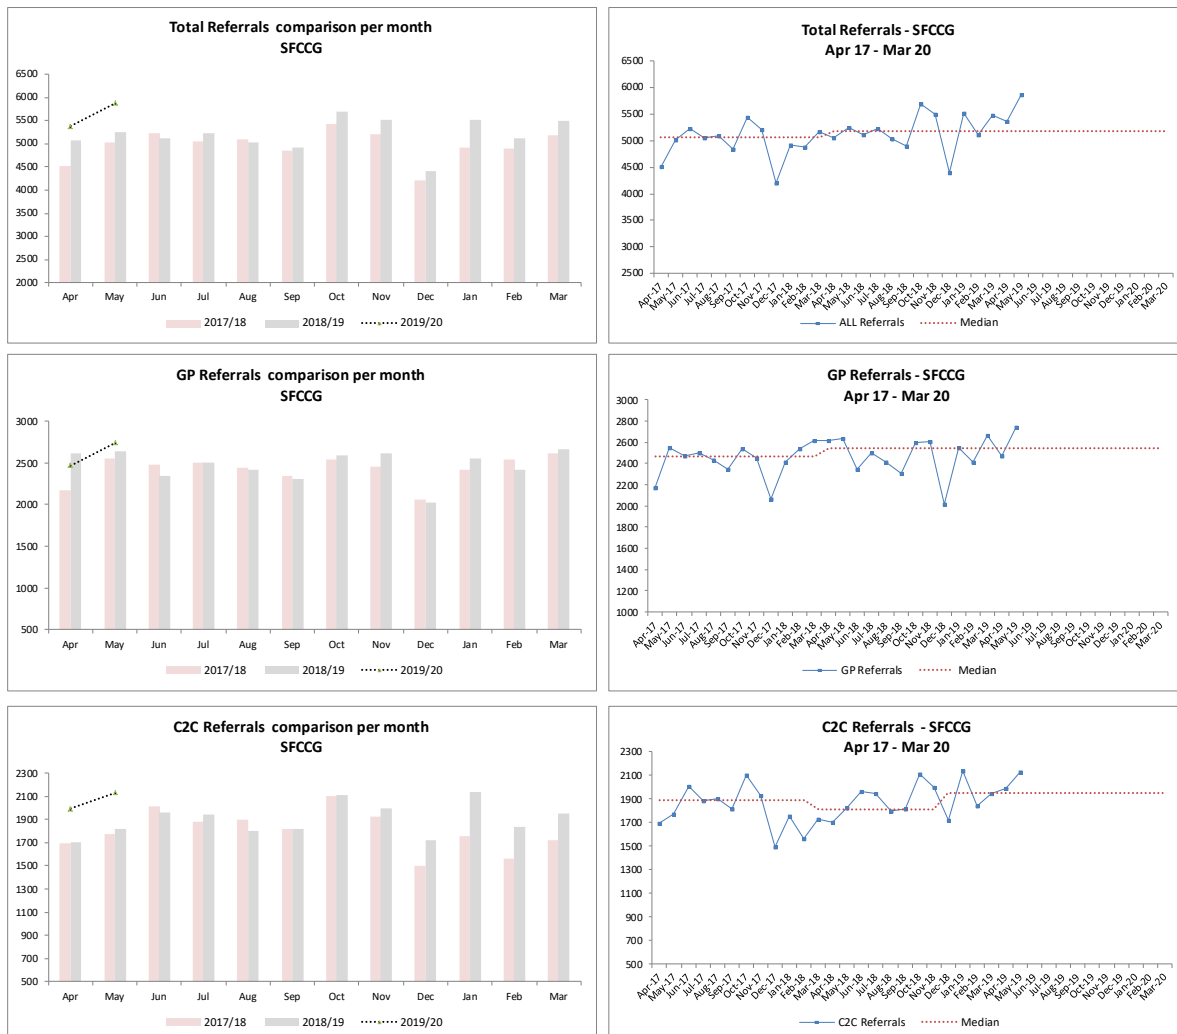 Total Referrals comparison per month
SFCCG
6500
6000
5500
5000
4500
4000
3500
3000
2500
2000
Apr May Jun Jul Aug Sep Oct Nov Dec Jan Feb Mar
2017/18 2018/19 2019/20
Total Referrals - SFCCG
Apr 17 - Mar 20
6500
6000
5500
5000
4500
4000
3500
3000
2500
Apr-17 May-17 Jun-17 Jul-17 Aug-17 Sep-17 Oct-17 Nov-17 Dec-17 Jan-18 Feb-18 Mar-18 Apr-18 May-18 Jun-18 Jul-18 Aug-18 Sep-18 Oct-18 Nov-18 Dec-18 Jan-19 Feb-19 Mar-19 Apr-19 May-19 Jun-19 Jul-19 Aug-19 Sep-19 Oct-19 Nov-19 Dec-19 Jan-20 Feb-20 Mar-20
ALL Referrals Median
GP Referrals comparison per month
SFCCG
3000
2500
2000
1500
1000
500
Apr May Jun Jul Aug Sep Oct Nov Dec Jan Feb Mar
2017/18 2018/19 2019/20
GP Referrals - SFCCG
Apr 17 - Mar 20
3000
2800
2600
2400
2200
2000
1800
1600
1400
1200
1000
Apr-17 May-17 Jun-17 Jul-17 Aug-17 Sep-17 Oct-17 Nov-17 Dec-17 Jan-18 Feb-18 Mar-18 Apr-18 May-18 Jun-18 Jul-18 Aug-18 Sep-18 Oct-18 Nov-18 Dec-18 Jan-19 Feb-19 Mar-19 Apr-19 May-19 Jun-19 Jul-19 Aug-19 Sep-19 Oct-19 Nov-19 Dec-19 Jan-20 Feb-20 Mar-20
GP Referrals Median
C2C Referrals comparison per month
SFCCG
2300
2100
1900
1700
1500
1300
1100
900
700
500
Apr May Jun Jul Aug Sep Oct Nov Dec Jan Feb Mar
2017/18 2018/19 2019/20
C2C Referrals - SFCCG
Apr 17 - Mar 20
2300
2100
1900
1700
1500
1300
1100
900
700
500
Apr-17 May-17 Jun-17 Jul-17 Aug-17 Sep-17 Oct-17 Nov-17 Dec-17 Jan-18 Feb-18 Mar-18 Apr-18 May-18 Jun-18 Jul-18 Aug-18 Sep-18 Oct-18 Nov-18 Dec-18 Jan-19 Feb-19 Mar-19 Apr-19 May-19 Jun-19 Jul-19 Aug-19 Sep-19 Oct-19 Nov-19 Dec-19 Jan-20 Feb-20 Mar-20
C2C Referrals Median